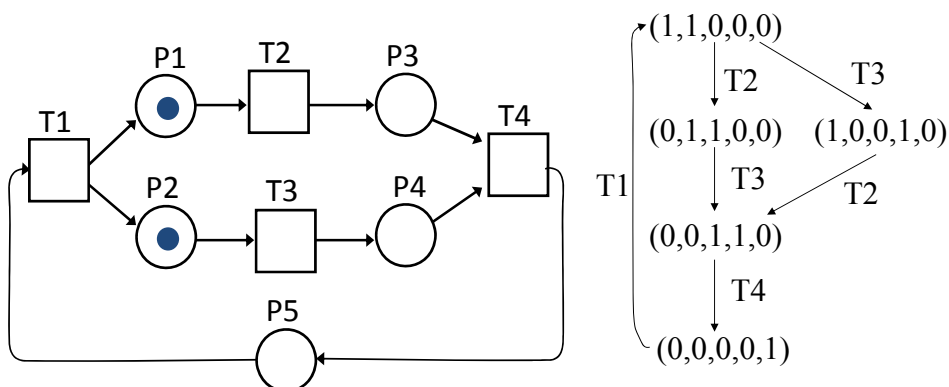 P1
T2
P3
T1
T4
P2
T3
P4
P5
(1,1,0,0,0)
T2
T3
(0,1,1,0,0)
(1,0,0,1,0)
T1
T3
T2
(0,0,1,1,0)
T4
(0,0,0,0,1)